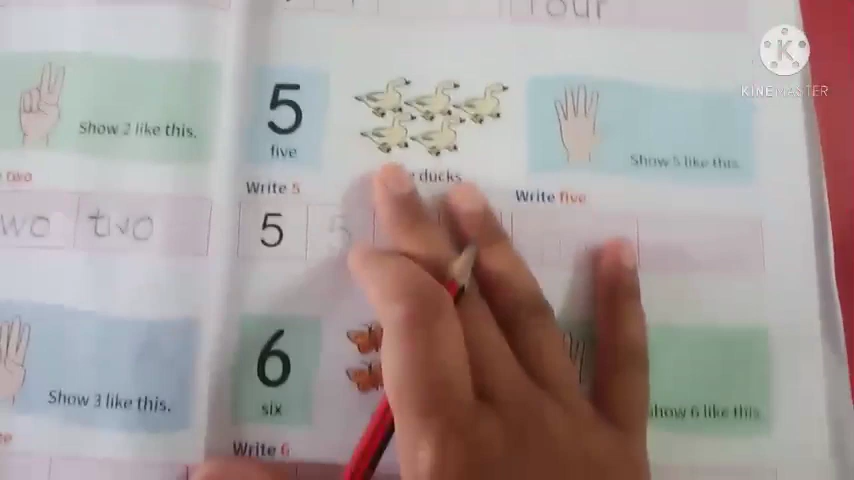 Four
KINEMASTER
Show 2 like this.
two
two
5
five
ducks
Show 5 like this.
Write 5
Write five
5 5
Show 3 like this.
6
six
Show 6 like this.
Write 6